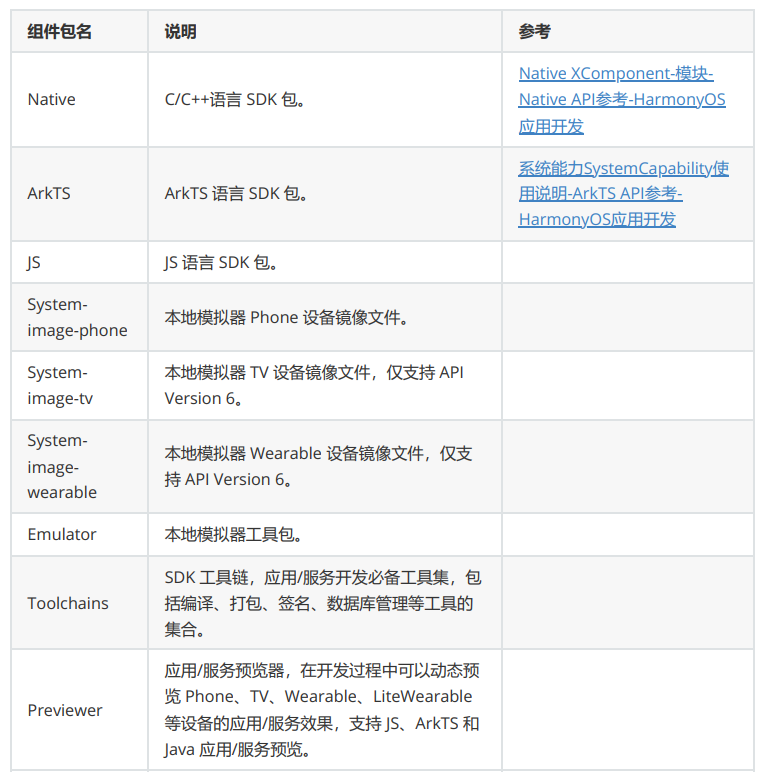 组件包名 说明 参考
Native C/C++语言 SDK 包。 Native XComponent-模块-
Native API参考-HarmonyOS
应用开发
ArkTS ArkTS 语言 SDK 包。 系统能力SystemCapability使
用说明-ArkTS API参考-
HarmonyOS应用开发
JS JS 语言 SDK 包。
System-
image-phone
本地模拟器 Phone 设备镜像文件。
System-
image-tv
本地模拟器 TV 设备镜像文件，仅支持 API
Version 6。
System-
image-
wearable
本地模拟器 Wearable 设备镜像文件，仅支
持 API Version 6。
Emulator 本地模拟器工具包。
Toolchains
SDK 工具链，应用/服务开发必备工具集，包
括编译、打包、签名、数据库管理等工具的
集合。
Previewer
应用/服务预览器，在开发过程中可以动态预
览 Phone、TV、Wearable、LiteWearable
等设备的应用/服务效果，支持 JS、ArkTS 和
Java 应用/服务预览。